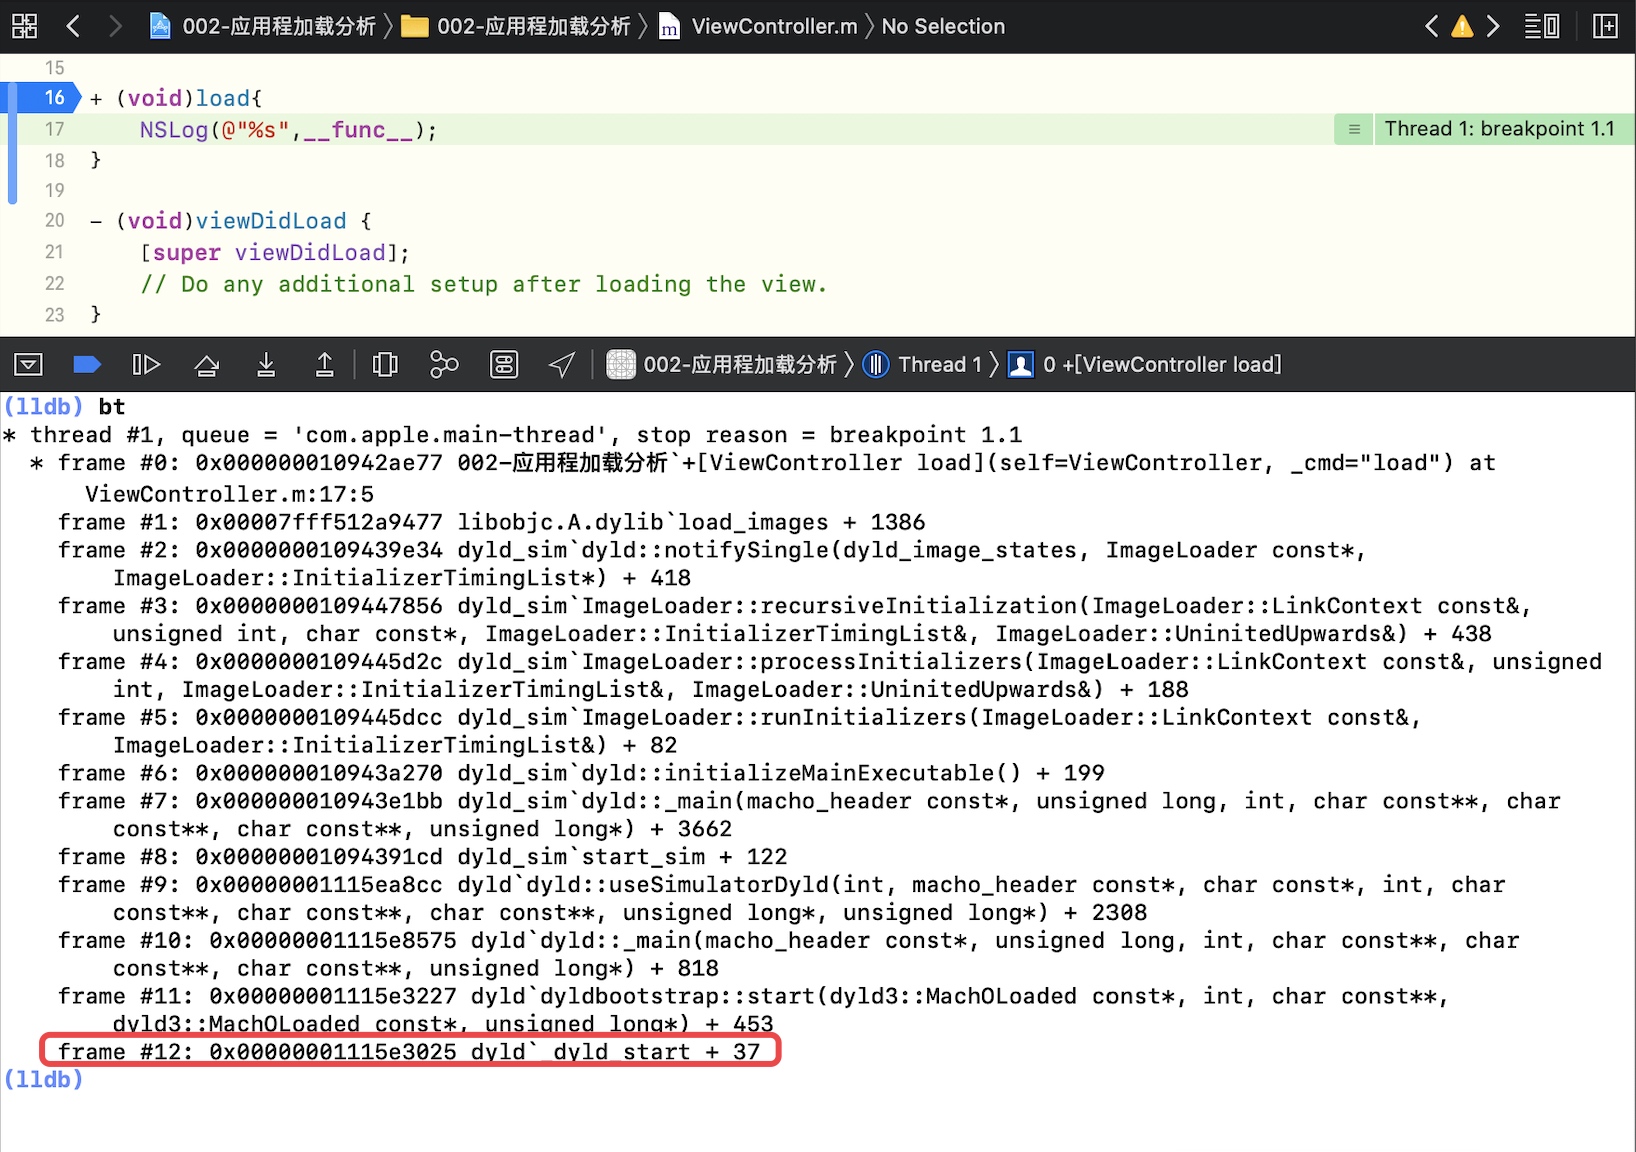 002-应用程加载分析 〉 002-应用程加载分析 〉 m ViewController.m 〉 No Selection
15
16 + (void)load{
17 NSLog(@"%s",__func__); Thread 1: breakpoint 1.1
18 }
19
20 - (void)viewDidLoad {
21 [super viewDidLoad];
22 // Do any additional setup after loading the view.
23 }
002-应用程加载分析 〉 Thread 1 〉 0 +[ViewController load]
(lldb) bt
* thread #1, queue = 'com.apple.main-thread', stop reason = breakpoint 1.1
* frame #0: 0x000000010942ae77 002-应用程加载分析`+[ViewController load](self=ViewController, _cmd="load") at
ViewController.m:17:5
frame #1: 0x00007fff512a9477 libobjc.A.dylib`load_images + 1386
frame #2: 0x0000000109439e34 dyld_sim`dyld::notifySingle(dyld_image_states, ImageLoader const*,
ImageLoader::InitializerTimingList*) + 418
frame #3: 0x0000000109447856 dyld_sim`ImageLoader::recursiveInitialization(ImageLoader::LinkContext const&,
unsigned int, char const*, ImageLoader::InitializerTimingList&, ImageLoader::UninitedUpwards&) + 438
frame #4: 0x0000000109445d2c dyld_sim`ImageLoader::processInitializers(ImageLoader::LinkContext const&, unsigned
int, ImageLoader::InitializerTimingList&, ImageLoader::UninitedUpwards&) + 188
frame #5: 0x0000000109445dcc dyld_sim`ImageLoader::runInitializers(ImageLoader::LinkContext const&,
ImageLoader::InitializerTimingList&) + 82
frame #6: 0x000000010943a270 dyld_sim`dyld::initializeMainExecutable() + 199
frame #7: 0x000000010943e1bb dyld_sim`dyld::_main(macho_header const*, unsigned long, int, char const**, char
const**, char const**, unsigned long*) + 3662
frame #8: 0x00000001094391cd dyld_sim`start_sim + 122
frame #9: 0x00000001115ea8cc dyld`dyld::useSimulatorDyld(int, macho_header const*, char const*, int, char
const**, char const**, char const**, unsigned long*, unsigned long*) + 2308
frame #10: 0x00000001115e8575 dyld`dyld::_main(macho_header const*, unsigned long, int, char const**, char
const**, char const**, unsigned long*) + 818
frame #11: 0x00000001115e3227 dyld`dyldbootstrap::start(dyld3::MachOLoaded const*, int, char const**,
dyld3::MachOLoaded const*, unsigned long*) + 453
frame #12: 0x00000001115e3025 dyld`_dyld_start + 37
(lldb)